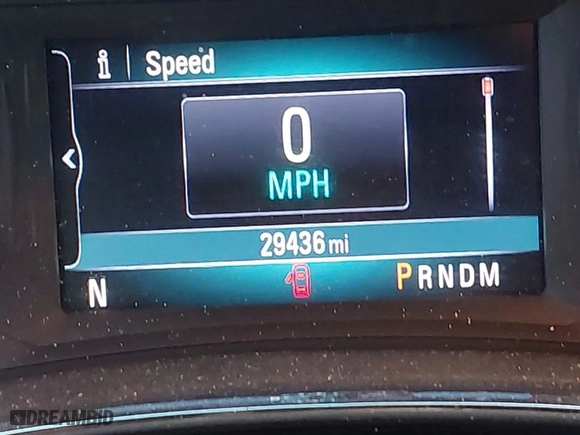 i Speed
0
MPH
29436 mi
N PRNDM
DREAMBID